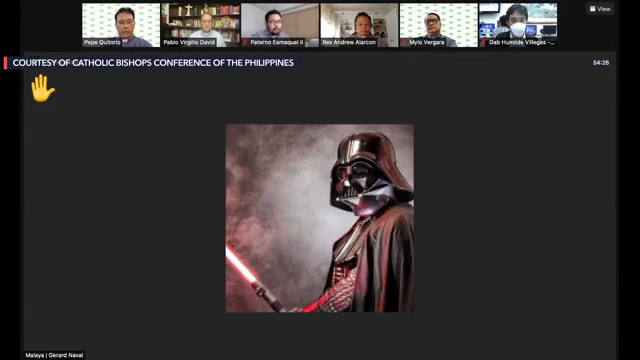 View
Pepe Quitorio
Pablo Virgilio David
Paterno Esmaquel II
Rex Andrew Alarcon
Mylo Vergara
Gab Humilde Villegas -...
COURTESY OF CATHOLIC BISHOPS CONFERENCE OF THE PHILIPPINES
54:26
Malaya | Gerard Naval